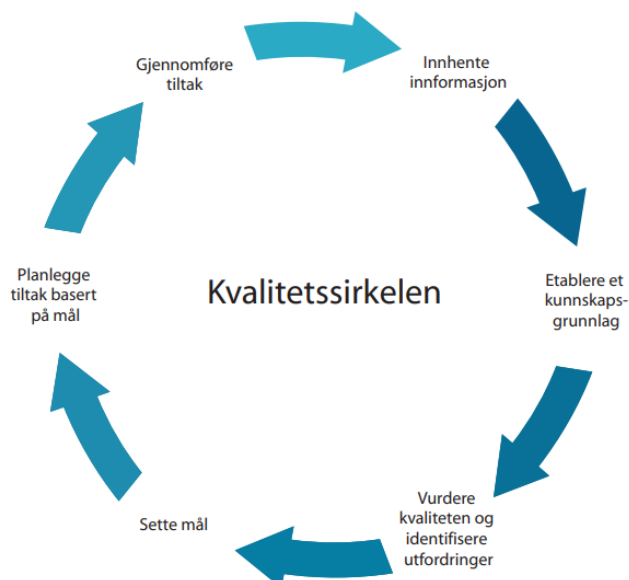 Gjennomføre
tiltak
Innhente
innformasjon
Etablere et
kunnskaps-
grunnlag
Vurdere
kvaliteten og
identifisere
utfordringer
Sette mål
Planlegge
tiltak basert
på mål
Kvalitetssirkelen